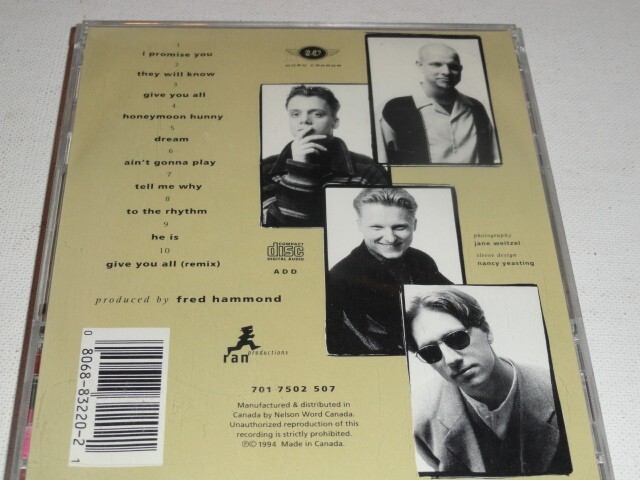 1
i promise you
2
they will know
3
give you all
4
honeymoon hunny
5
dream
6
ain't gonna play
7
tell me why
8
to the rhythm
9
he is
10
give you all (remix)
produced by fred hammond
COMPACT
disc
DIGITAL AUDIO
ADD
photography
jane weitzel
sleeve design
nancy yeasting
ran productions
701 7502 507
Manufactured & distributed in
Canada by Nelson Word Canada.
Unauthorized reproduction of this
recording is strictly prohibited.
℗© 1994 Made in Canada.
0 8068-83220-2 1